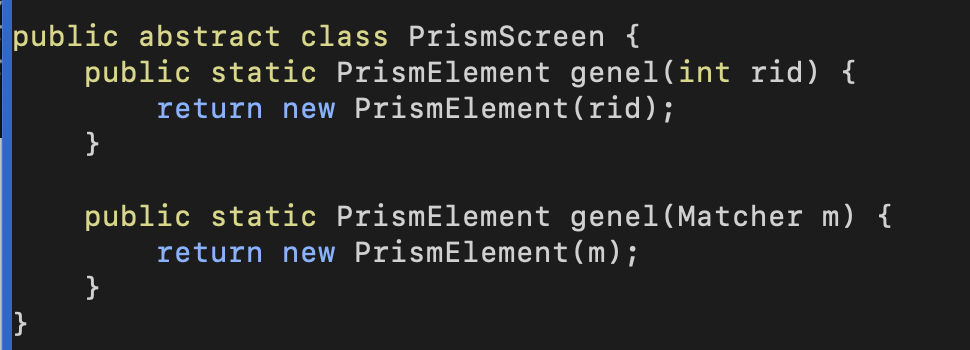 public abstract class PrismScreen {
    public static PrismElement genel(int rid) {
        return new PrismElement(rid);
    }

    public static PrismElement genel(Matcher m) {
        return new PrismElement(m);
    }
}